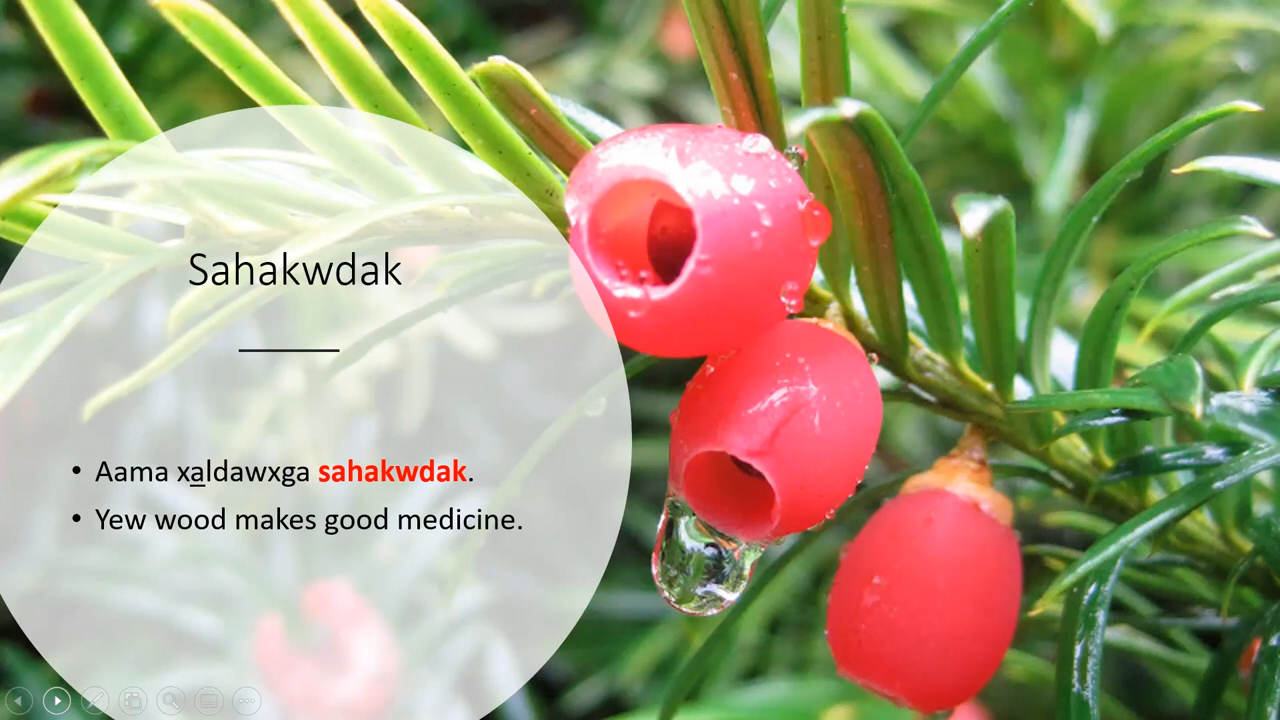 Sahakwdak
• Aama xa̱ldawxga sahakwdak.
• Yew wood makes good medicine.